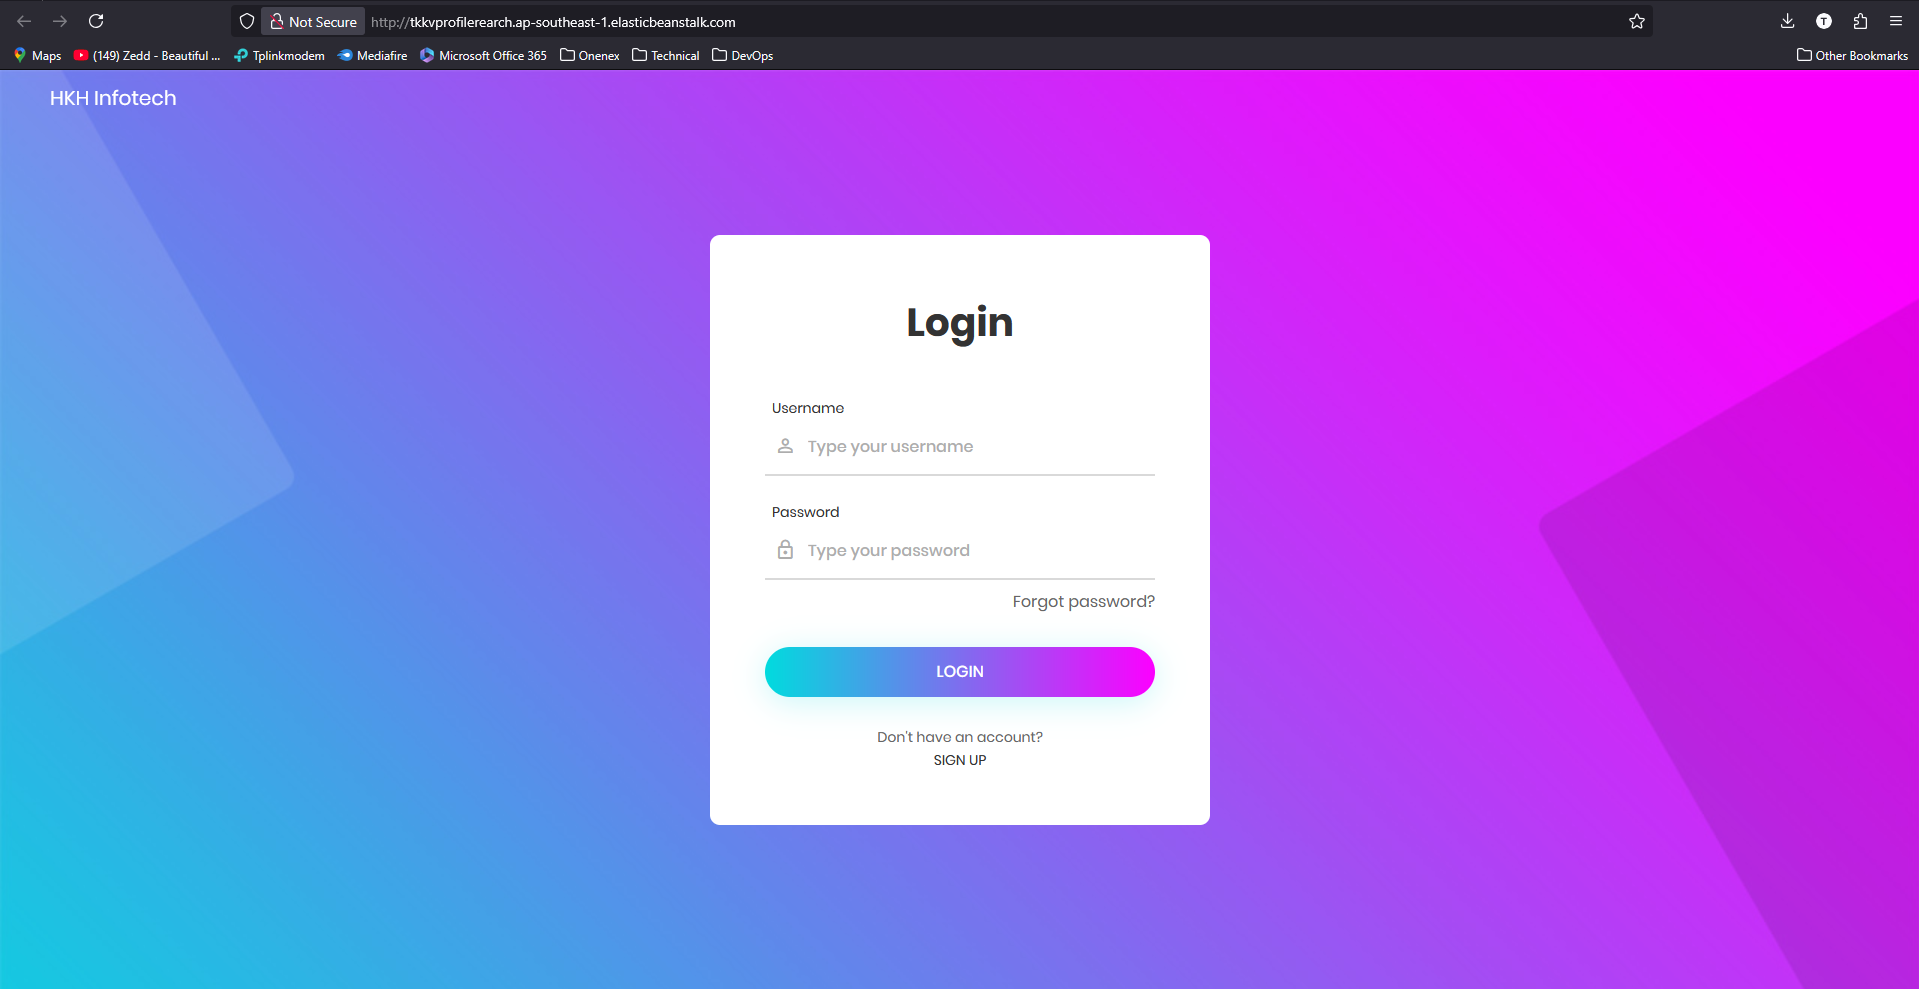 Not Secure http://tkkvprofilerearch.ap-southeast-1.elasticbeanstalk.com T
Maps (149) Zedd - Beautiful ... Tplinkmodem Mediafire Microsoft Office 365 Onenex Technical DevOps Other Bookmarks
HKH Infotech
Login
Username
Type your username
Password
Type your password
Forgot password?
LOGIN
Don't have an account?
SIGN UP